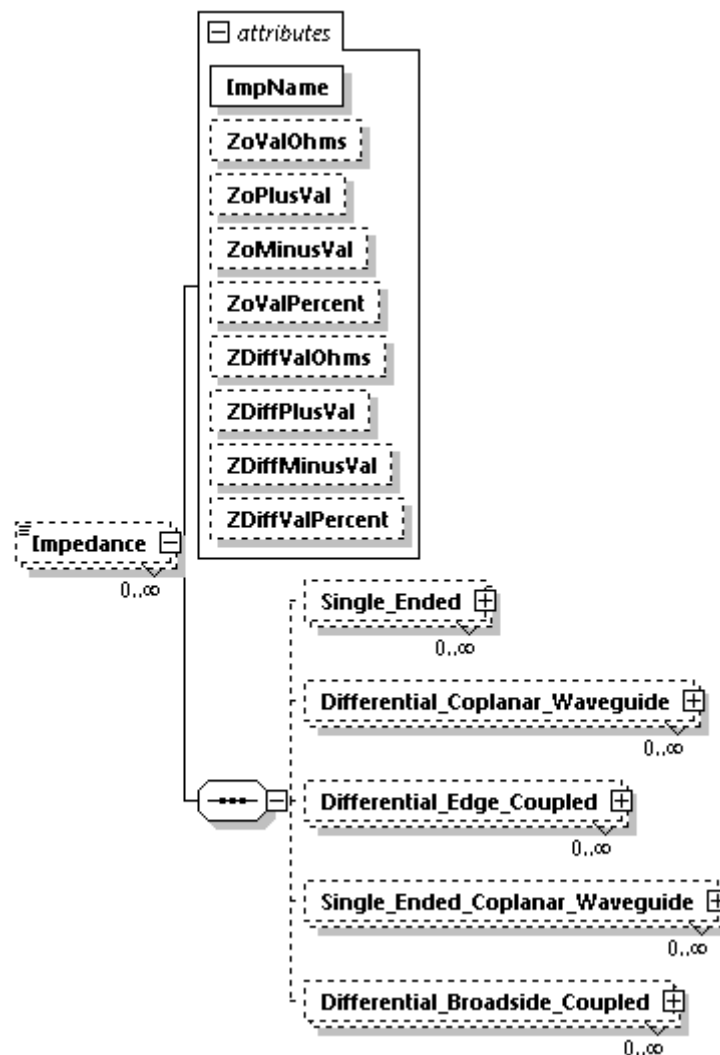 attributes
ImpName
ZoValOhms
ZoPlusVal
ZoMinusVal
ZoValPercent
ZDiffValOhms
ZDiffPlusVal
ZDiffMinusVal
ZDiffValPercent
Impedance
0..∞
Single_Ended
0..∞
Differential_Coplanar_Waveguide
0..∞
Differential_Edge_Coupled
0..∞
Single_Ended_Coplanar_Waveguide
0..∞
Differential_Broadside_Coupled
0..∞